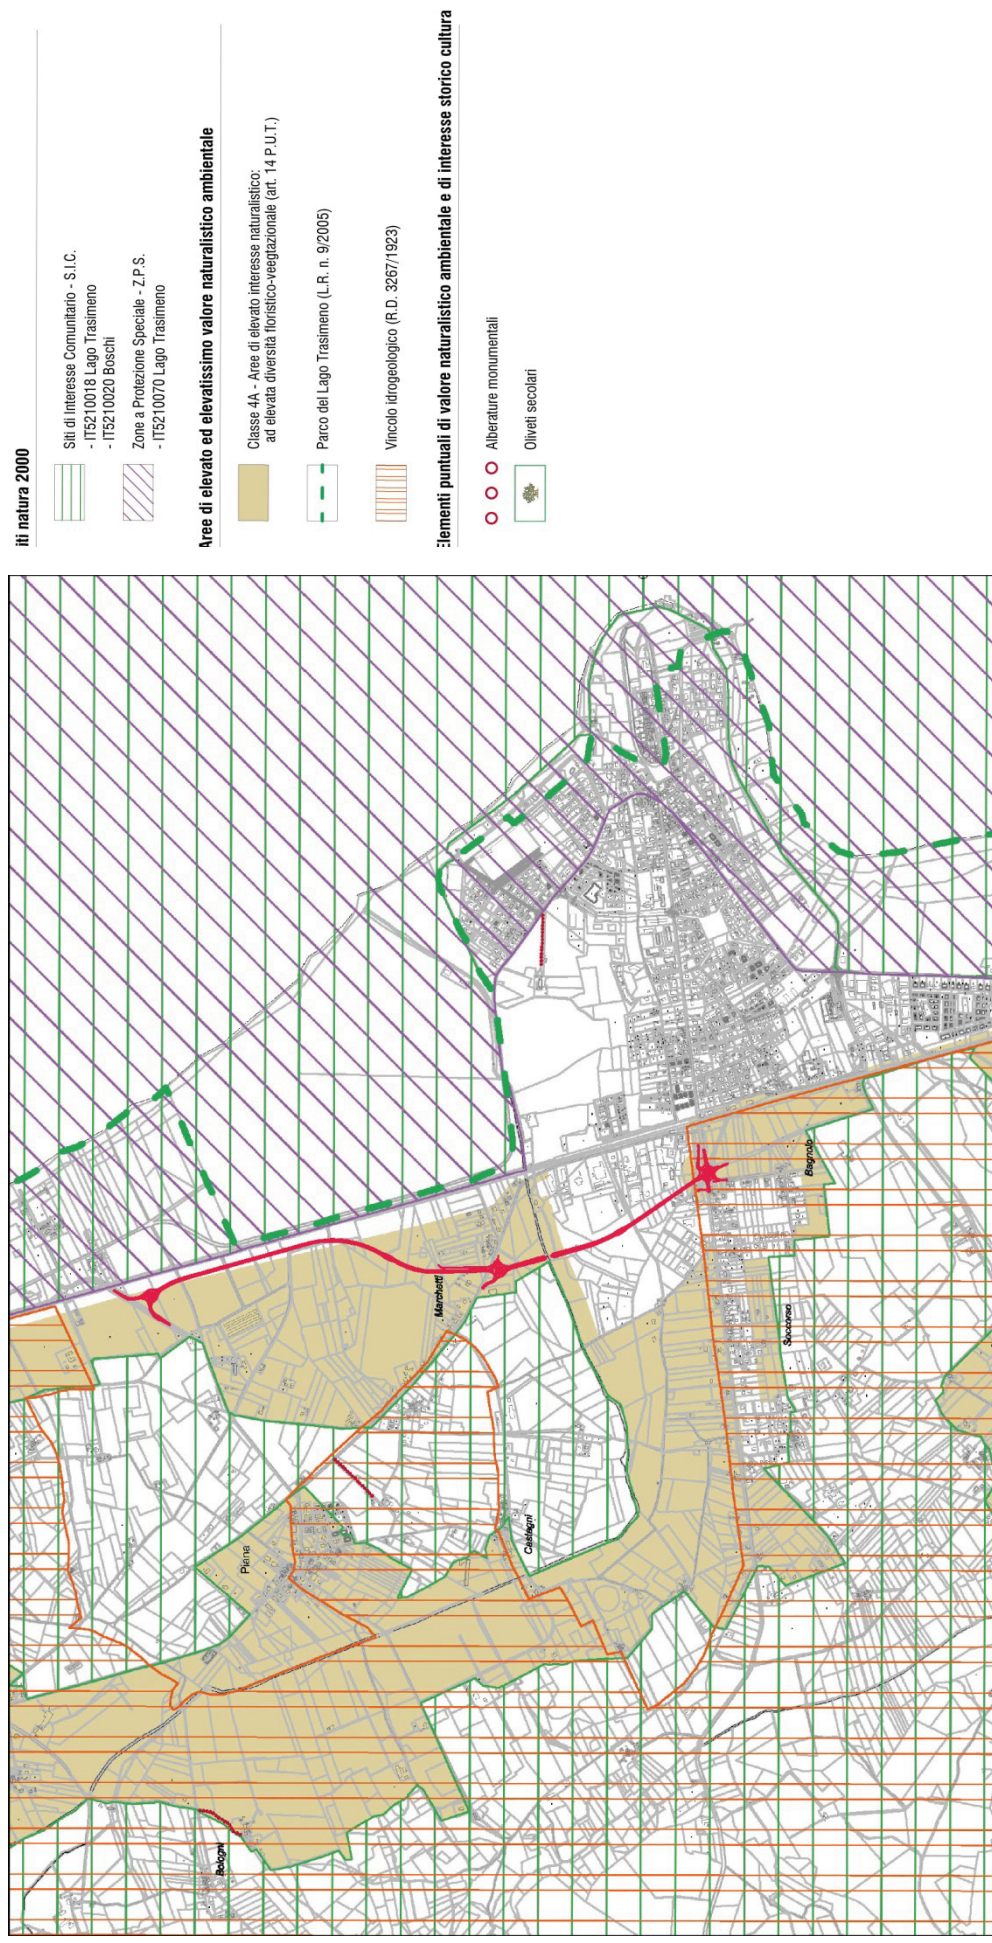 iti natura 2000
Siti di Interesse Comunitario - S.I.C.
- IT5210018 Lago Trasimeno
- IT5210020 Boschi
Zone a Protezione Speciale - Z.P.S.
- IT5210070 Lago Trasimeno
Aree di elevato ed elevatissimo valore naturalistico ambientale
Classe 4A - Aree di elevato interesse naturalistico:
ad elevata diversità floristico-veegtazionale (art. 14 P.U.T.)
Parco del Lago Trasimeno (L.R. n. 9/2005)
Vincolo idrogeologico (R.D. 3267/1923)
Elementi puntuali di valore naturalistico ambientale e di interesse storico cultura
Alberature monumentali
Oliveti secolari
Bologni
Piana
Castagni
Marchetti
Soccorso
Bagnolo